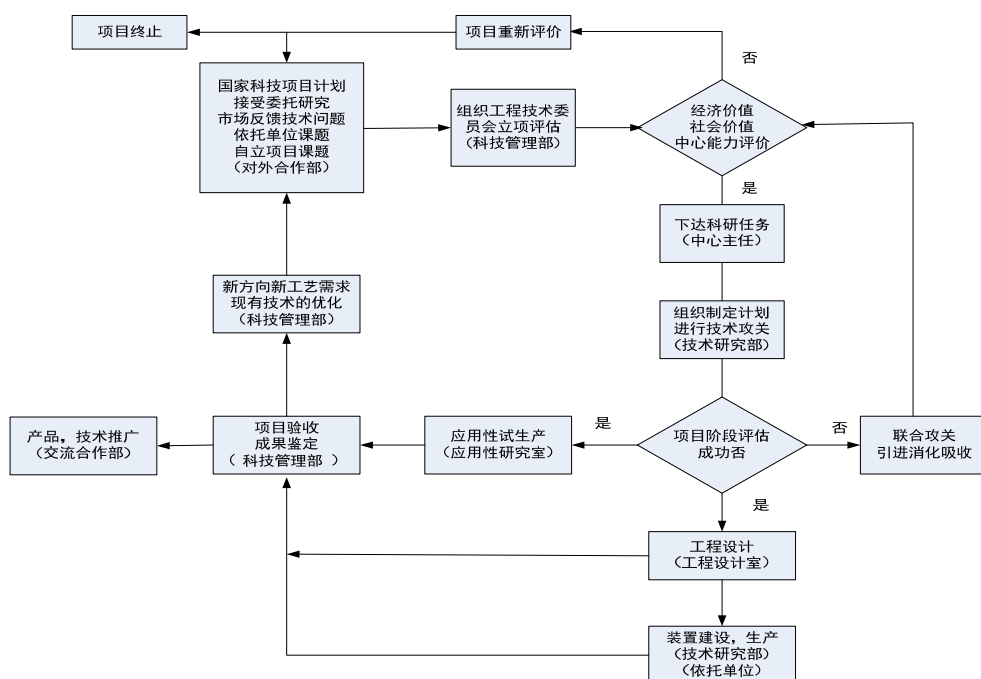 项目终止
项目重新评价
否
国家科技项目计划
接受委托研究
市场反馈技术问题
依托单位课题
自立项目课题
（对外合作部）
组织工程技术委
员会立项评估
（科技管理部）
经济价值
社会价值
中心能力评价
是
下达科研任务
（中心主任）
新方向新工艺需求
现有技术的优化
（科技管理部）
组织制定计划
进行技术攻关
（技术研究部）
产品，技术推广
（交流合作部）
项目验收
成果鉴定
（ 科技管理部 ）
应用性试生产
（应用性研究室）
是
项目阶段评估
成功否
否
联合攻关
引进消化吸收
是
工程设计
（工程设计室）
装置建设，生产
（技术研究部）
（依托单位）